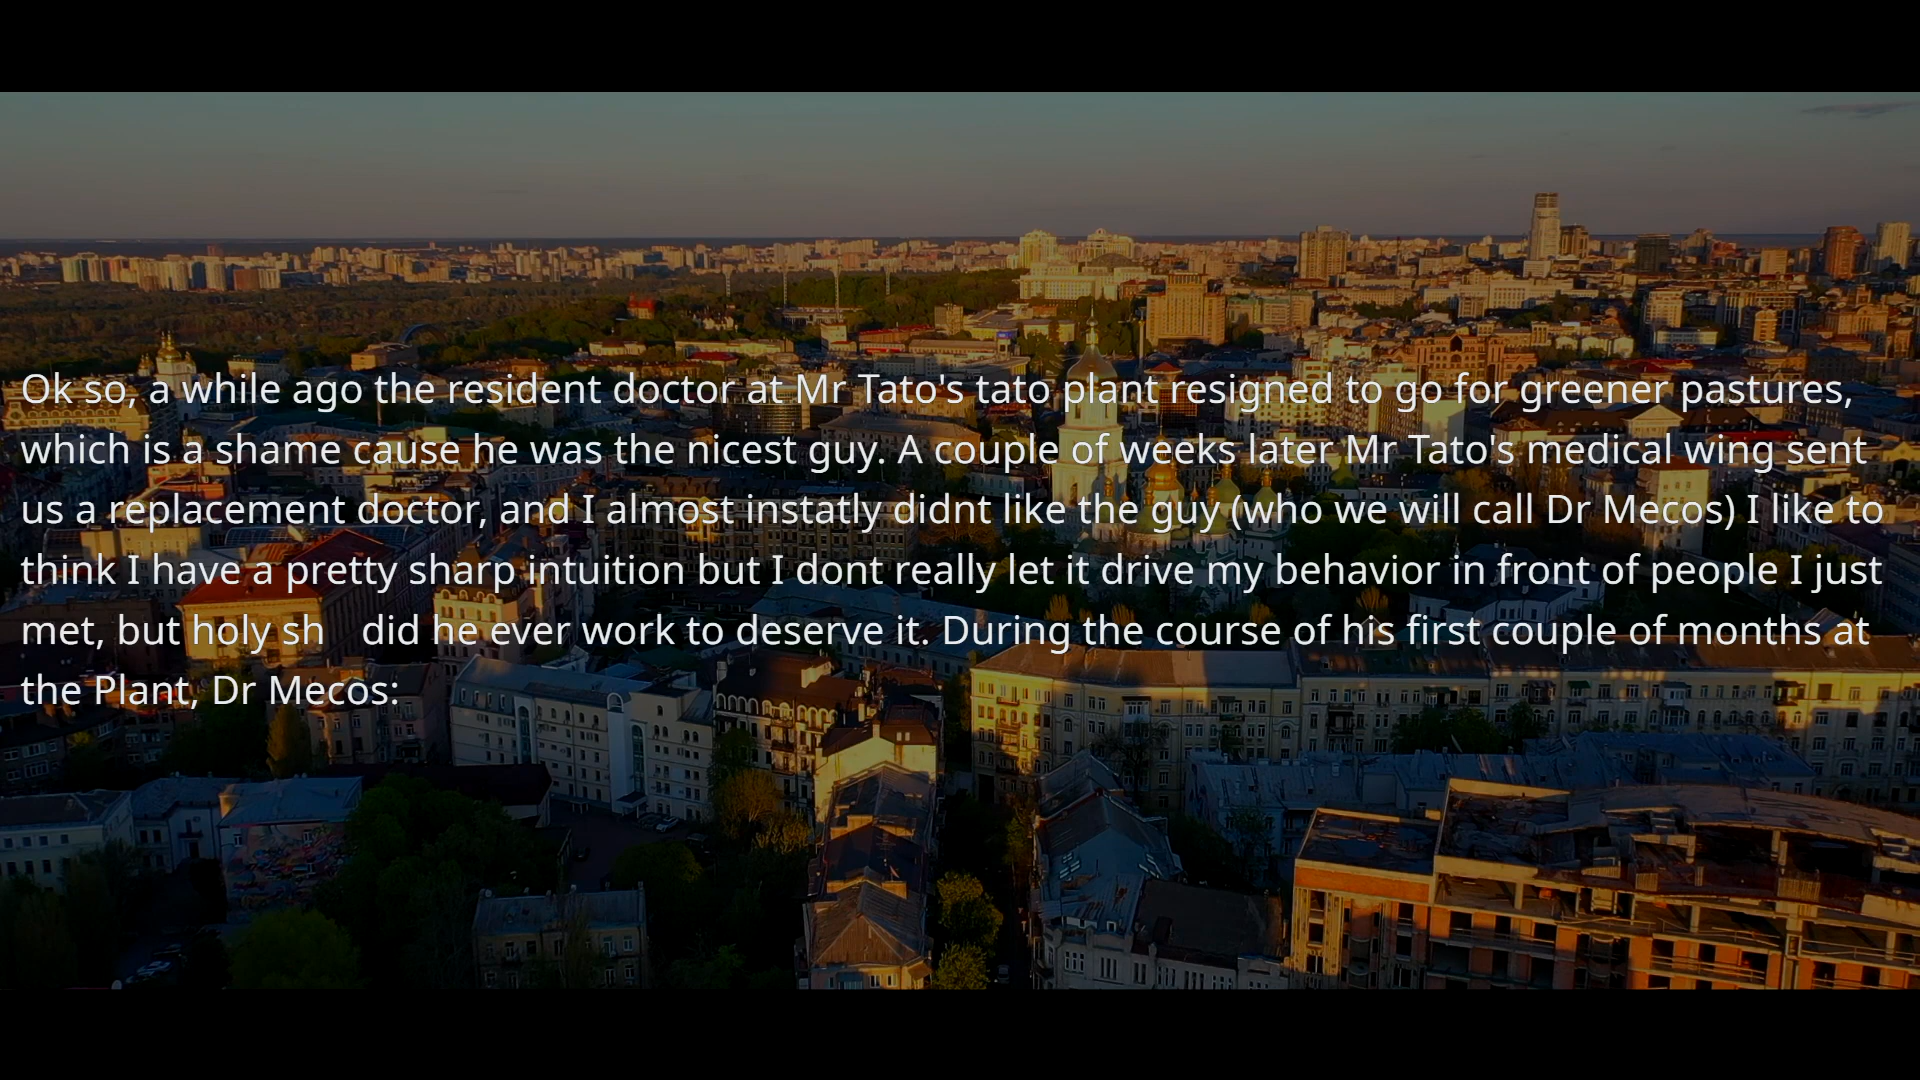 Ok so, a while ago the resident doctor at Mr Tato's tato plant resigned to go for greener pastures,
which is a shame cause he was the nicest guy. A couple of weeks later Mr Tato's medical wing sent
us a replacement doctor, and I almost instatly didnt like the guy (who we will call Dr Mecos) I like to
think I have a pretty sharp intuition but I dont really let it drive my behavior in front of people I just
met, but holy sh did he ever work to deserve it. During the course of his first couple of months at
the Plant, Dr Mecos: